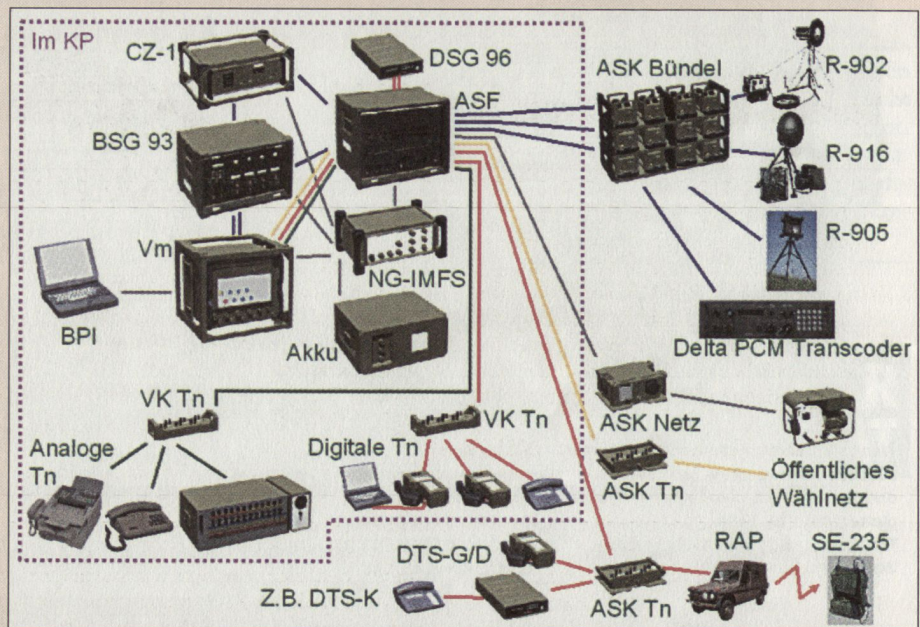 Im KP
CZ-1
DSG 96
ASF
ASK Bündel
R-902
BSG 93
R-916
Vm
R-905
NG-IMFS
BPI
Akku
Delta PCM Transcoder
VK Tn
VK Tn
ASK Netz
Analoge
Tn
Digitale Tn
ASK Tn
Öffentliches
Wählnetz
DTS-G/D
RAP
SE-235
Z.B. DTS-K
ASK Tn